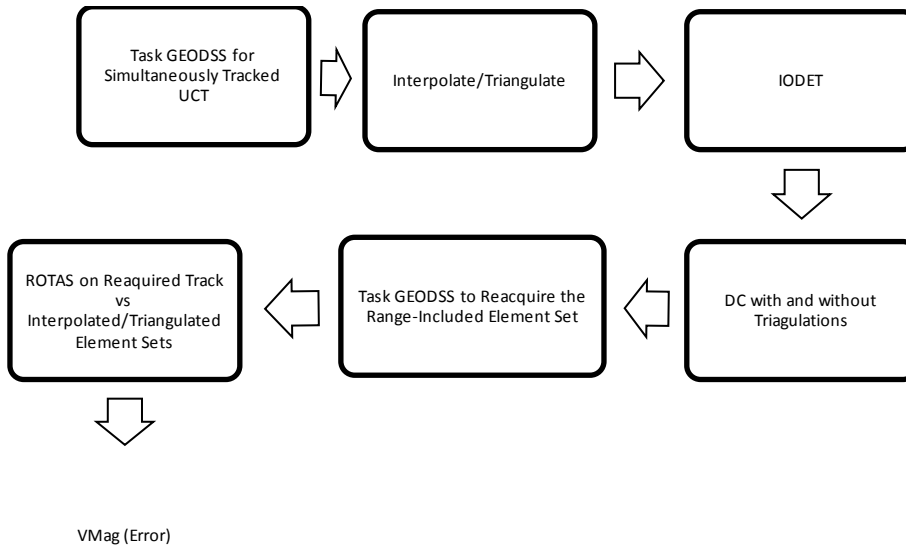 Task GEODSS for
Simultaneously Tracked
UCT
Interpolate/Triangulate
IODET
ROTAS on Reaquired Track
vs
Interpolated/Triangulated
Element Sets
Task GEODSS to Reacquire the
Range-Included Element Set
DC with and without
Triagulations
VMag (Error)